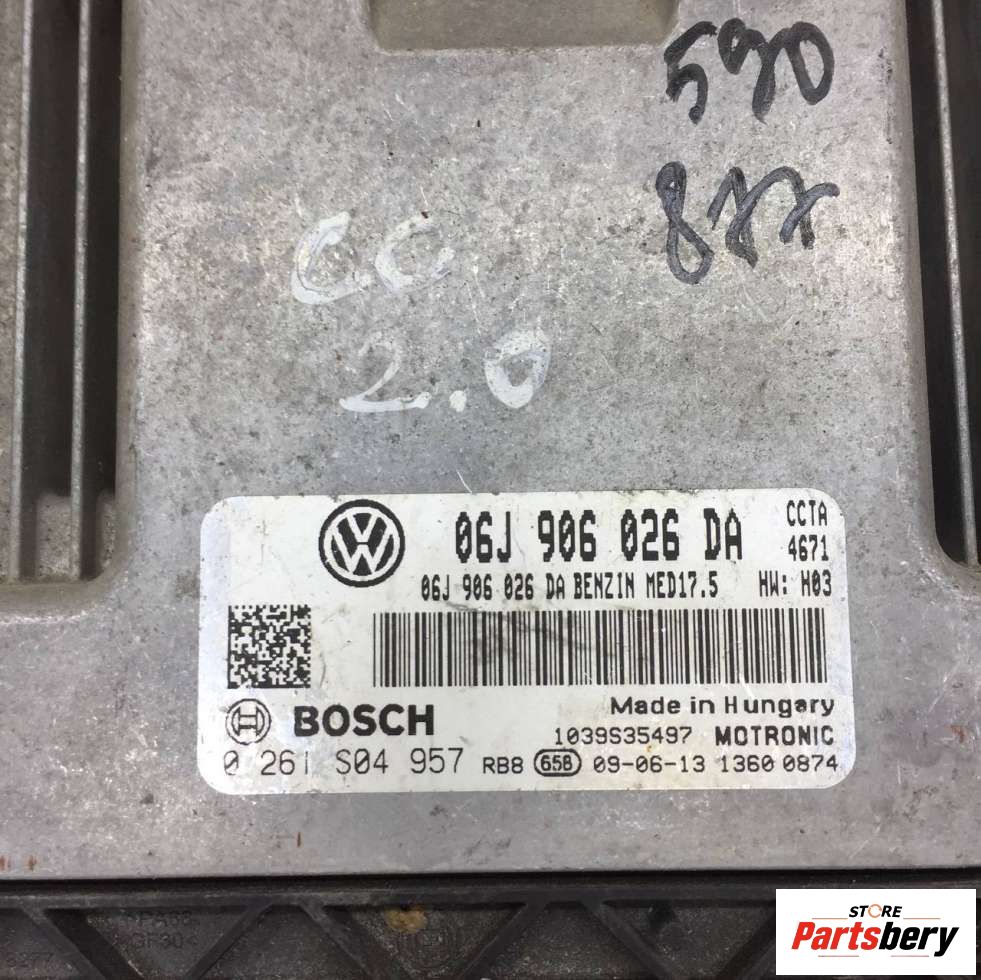 590
877
CC
2.0
06J 906 026 DA
CCTA
4671
06J 906 026 DA BENZIN MED17.5 HW: H03
Made in Hungary
BOSCH
1039S35497 MOTRONIC
0 261 S04 957 RB8 658 09-06-13 1360 0874
STORE
Partsbery